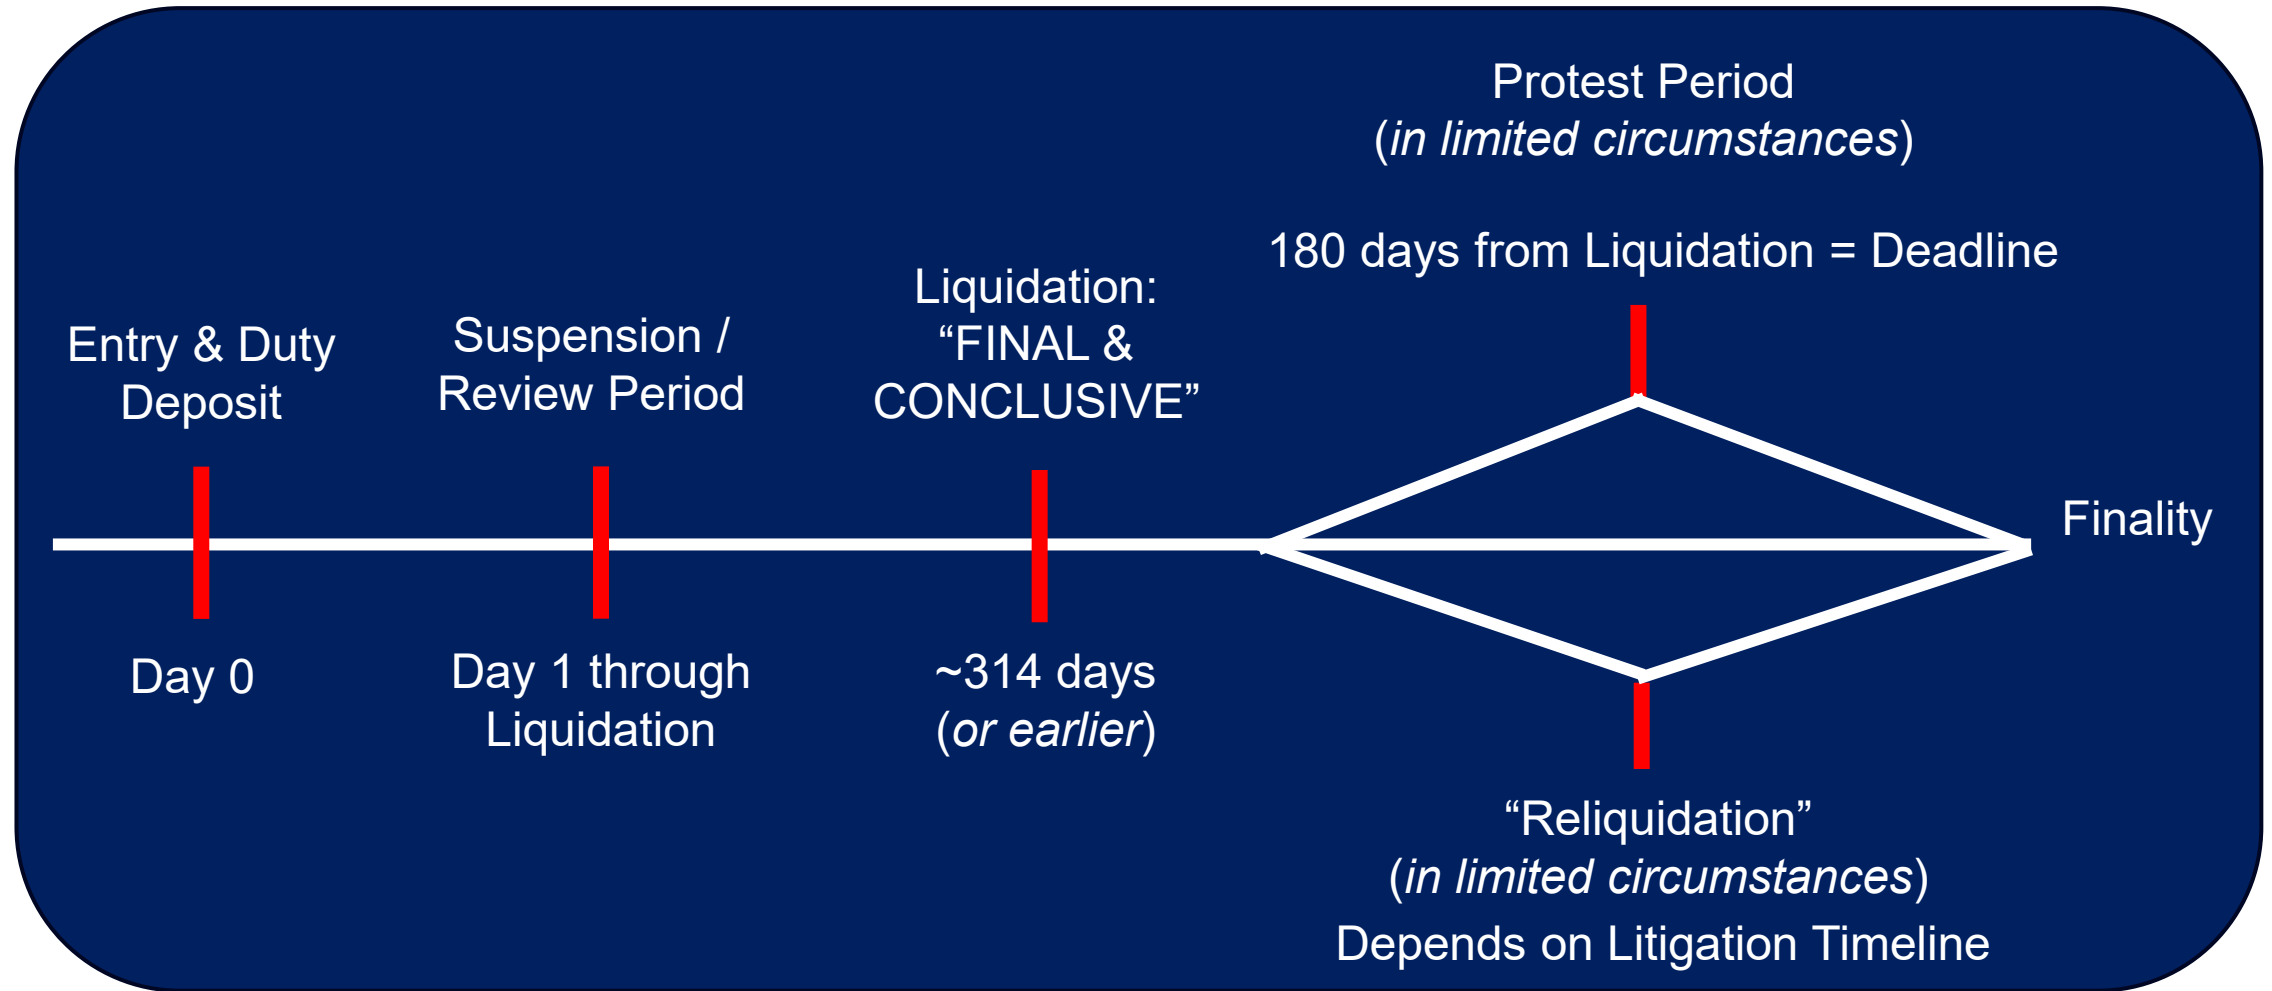 Entry & Duty
Deposit
Day 0
Suspension /
Review Period
Day 1 through
Liquidation
Liquidation:
“FINAL &
CONCLUSIVE”
~314 days
(or earlier)
Protest Period
(in limited circumstances)
180 days from Liquidation = Deadline
“Reliquidation”
(in limited circumstances)
Depends on Litigation Timeline
Finality